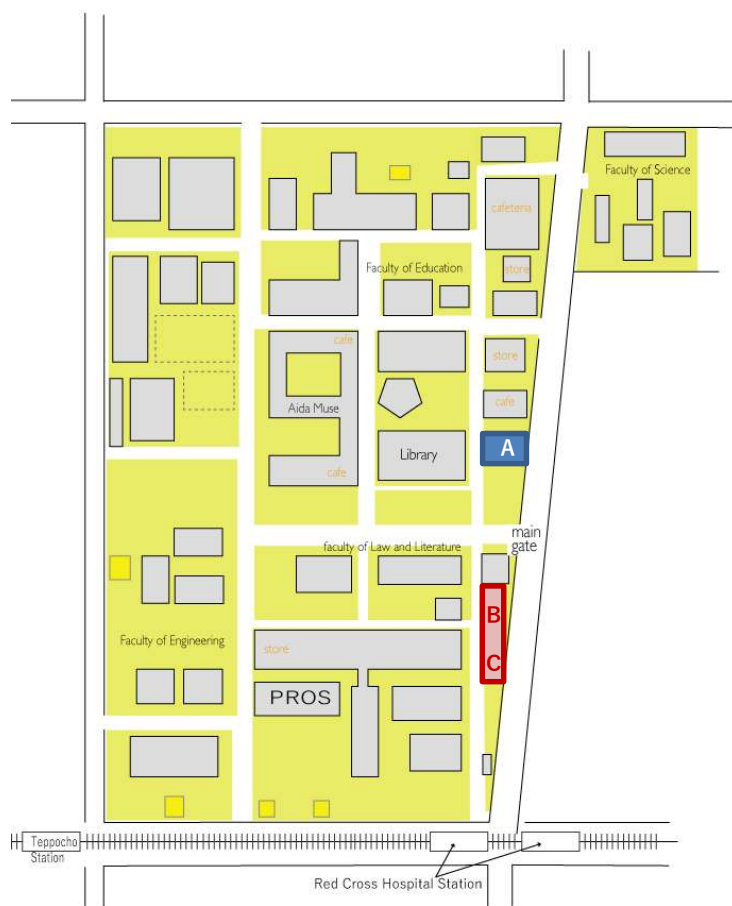 Faculty of Science
cafeteria
Faculty of Education
store
cafe
store
cafe
Aida Muse
A
Library
cafe
main
gate
faculty of Law and Literature
B
Faculty of Engineering
store
C
PROS
Teppocho
Station
Red Cross Hospital Station